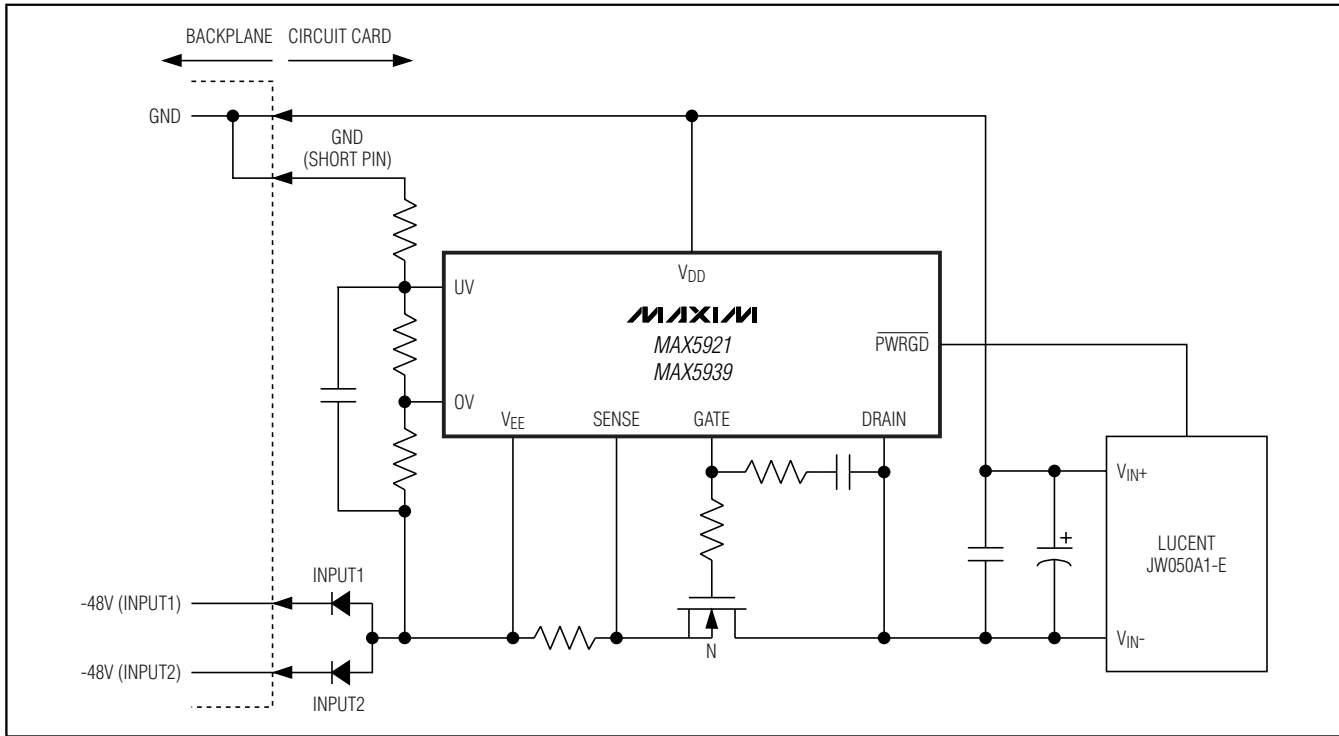 BACKPLANE CIRCUIT CARD
GND
GND
(SHORT PIN)
VDD
UV
MAXIM
MAX5921
MAX5939
PWRGD
OV
VEE
SENSE
GATE
DRAIN
VIN+
+
LUCENT
JW050A1-E
VIN-
INPUT1
-48V (INPUT1)
N
-48V (INPUT2)
INPUT2